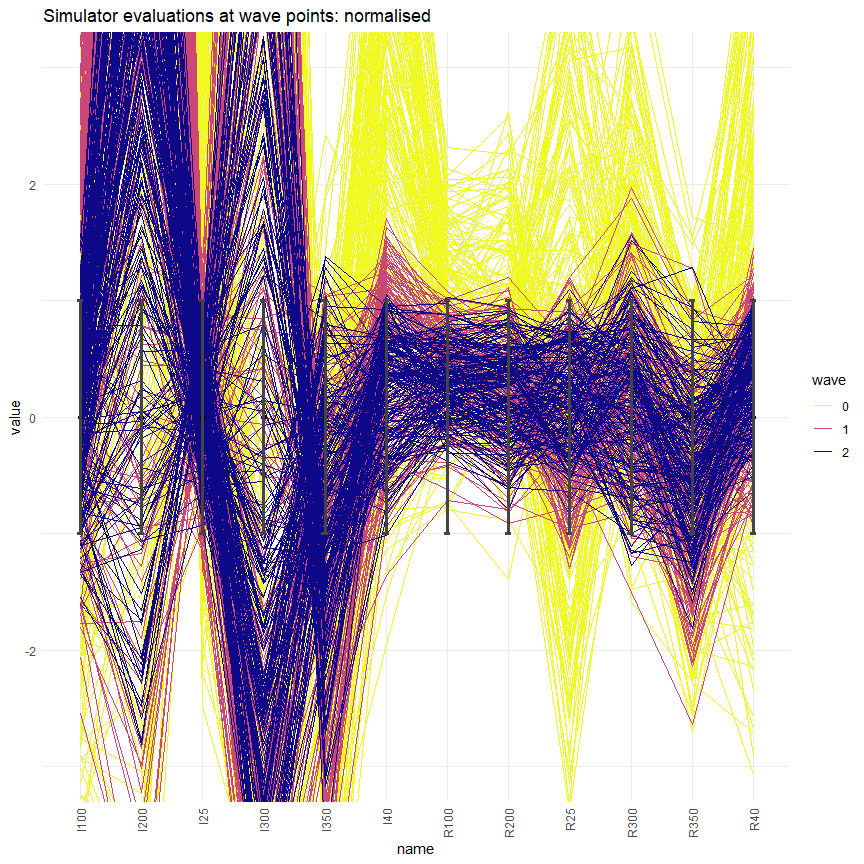 Simulator evaluations at wave points: normalised
value
2
0
-2
I100
I200
I25
I300
I350
I40
R100
R200
R25
R300
R350
R40
name
wave
0
1
2